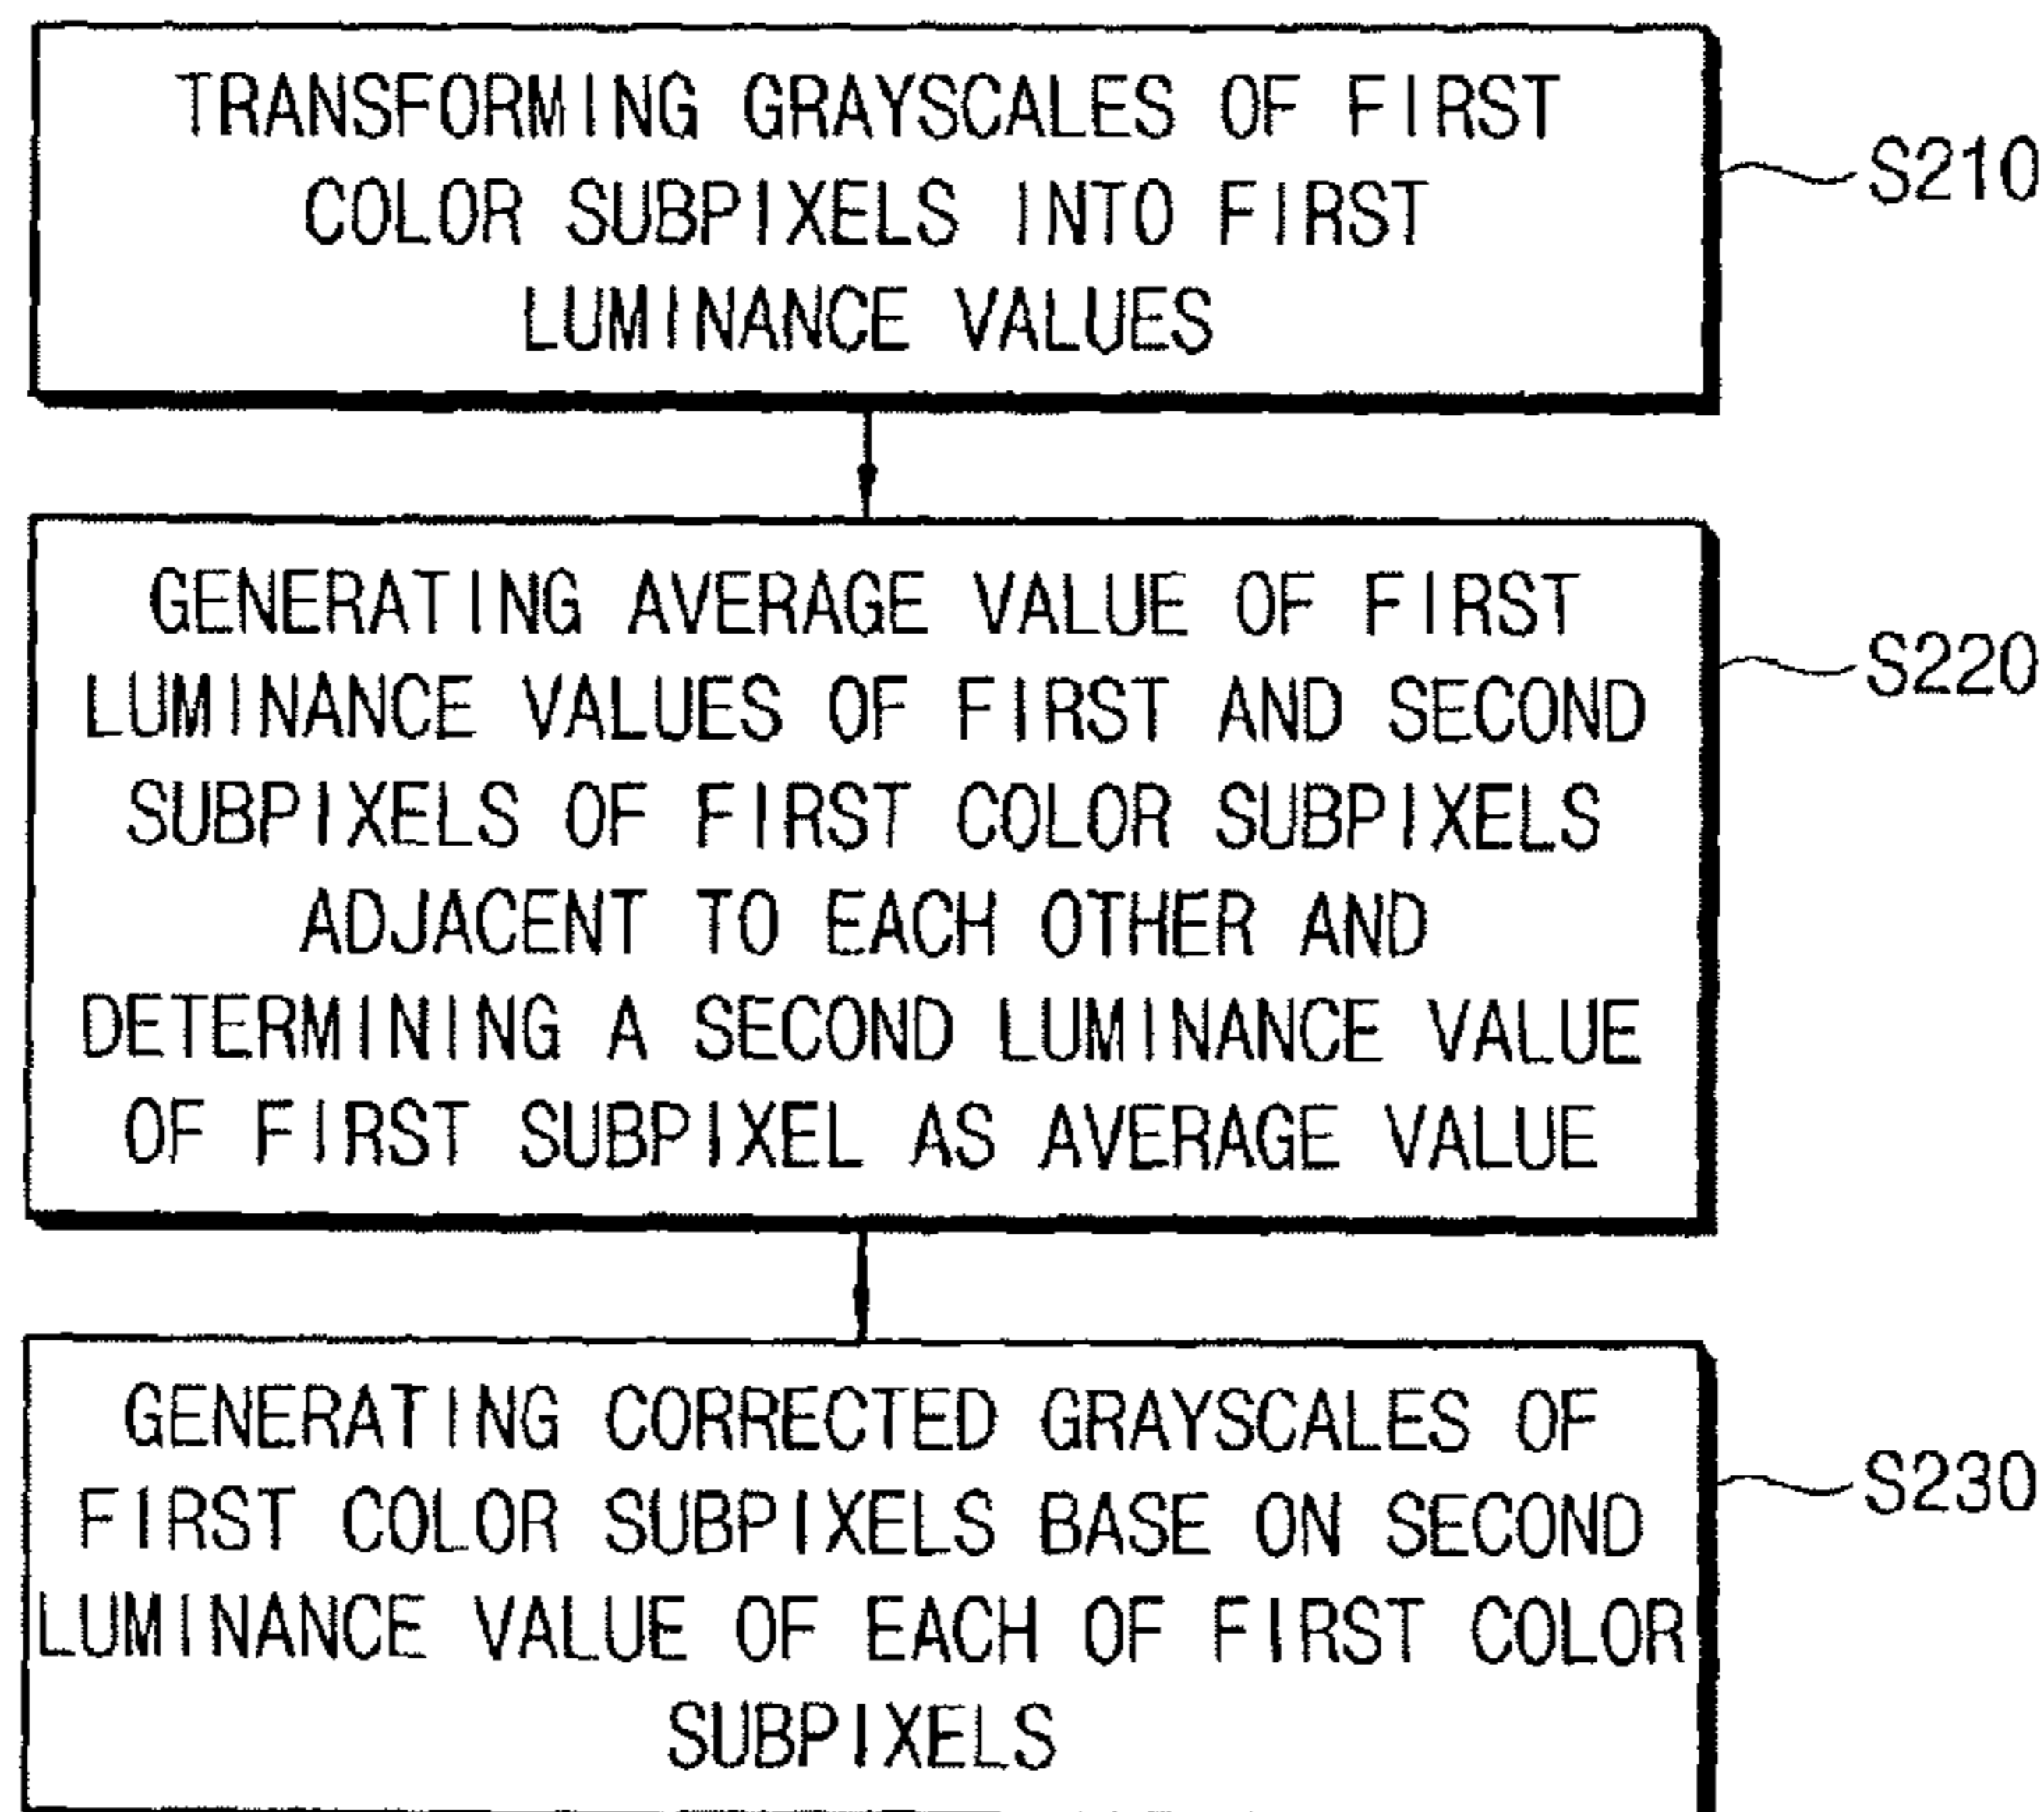 TRANSFORMING GRAYSCALES OF FIRST
COLOR SUBPIXELS INTO FIRST
LUMINANCE VALUES
S210
GENERATING AVERAGE VALUE OF FIRST
LUMINANCE VALUES OF FIRST AND SECOND
SUBPIXELS OF FIRST COLOR SUBPIXELS
ADJACENT TO EACH OTHER AND
DETERMINING A SECOND LUMINANCE VALUE
OF FIRST SUBPIXEL AS AVERAGE VALUE
S220
GENERATING CORRECTED GRAYSCALES OF
FIRST COLOR SUBPIXELS BASE ON SECOND
LUMINANCE VALUE OF EACH OF FIRST COLOR
SUBPIXELS
S230